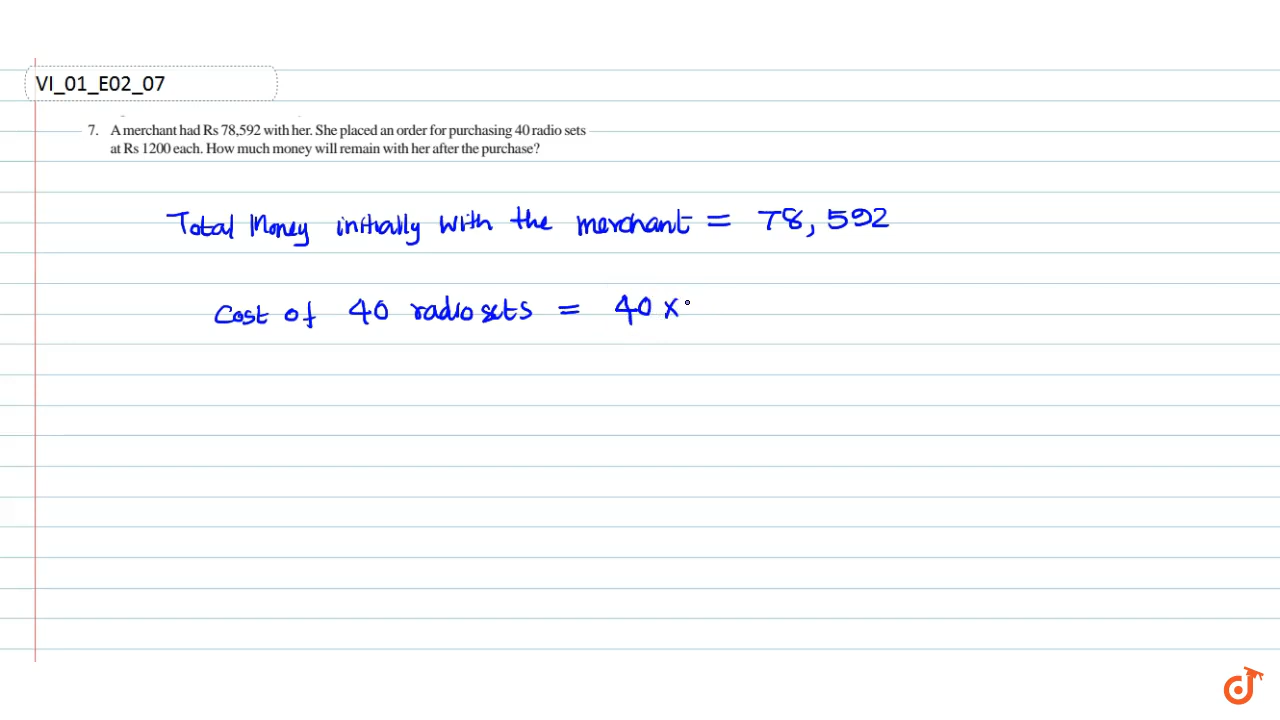 VI_01_E02_07
7. A merchant had Rs 78,592 with her. She placed an order for purchasing 40 radio sets
at Rs 1200 each. How much money will remain with her after the purchase?
Total Money initially with the merchant = 78,592
Cost of 40 radio sets = 40 x